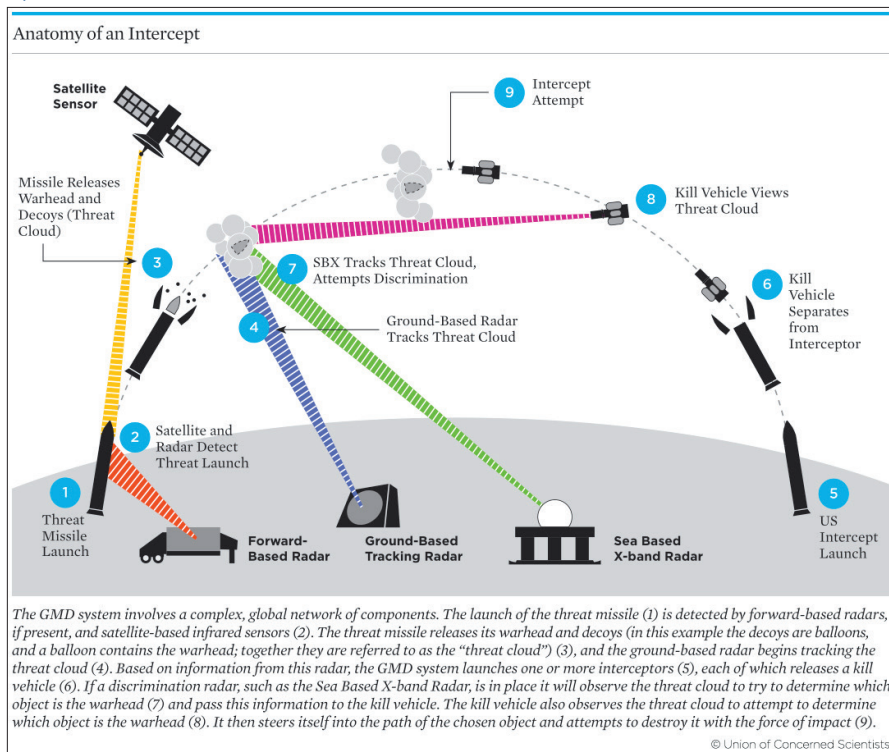 Anatomy of an Intercept
Satellite
Sensor
9
Intercept
Attempt
Missile Releases
Warhead and
Decoys (Threat
Cloud)
8
Kill Vehicle Views
Threat Cloud
3
7
SBX Tracks Threat Cloud,
Attempts Discrimination
6
Kill
Vehicle
Separates
from
Interceptor
4
Ground-Based Radar
Tracks Threat Cloud
2
Satellite and
Radar Detect
Threat Launch
1
Threat
Missile
Launch
5
US
Intercept
Launch
Forward-
Based Radar
Ground-Based
Tracking Radar
Sea Based
X-band Radar
The GMD system involves a complex, global network of components. The launch of the threat missile (1) is detected by forward-based radars,
if present, and satellite-based infrared sensors (2). The threat missile releases its warhead and decoys (in this example the decoys are balloons,
and a balloon contains the warhead; together they are referred to as the “threat cloud”) (3), and the ground-based radar begins tracking the
threat cloud (4). Based on information from this radar, the GMD system launches one or more interceptors (5), each of which releases a kill
vehicle (6). If a discrimination radar, such as the Sea Based X-band Radar, is in place it will observe the threat cloud to try to determine which
object is the warhead (7) and pass this information to the kill vehicle. The kill vehicle also observes the threat cloud to attempt to determine
which object is the warhead (8). It then steers itself into the path of the chosen object and attempts to destroy it with the force of impact (9).
© Union of Concerned Scientists